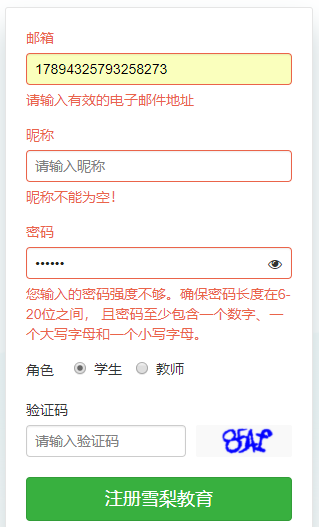 邮箱
17894325793258273
请输入有效的电子邮件地址
昵称
请输入昵称
昵称不能为空!
密码
••••••
您输入的密码强度不够。确保密码长度在6-
20位之间， 且密码至少包含一个数字、一
个大写字母和一个小写字母。
角色 学生 教师
验证码
请输入验证码
注册雪梨教育